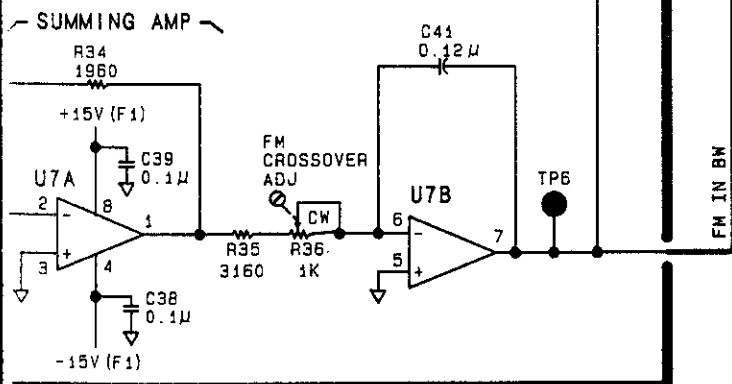 SUMMING AMP
R34
1960
+15V (F1)
C39
0.1µ
U7A
2
-
8
1
3
+
4
C38
0.1µ
-15V (F1)
FM
CROSSOVER
ADJ
CW
R35
3160
R36
1K
C41
0.12µ
U7B
6
-
7
5
+
TP6
FM IN BW